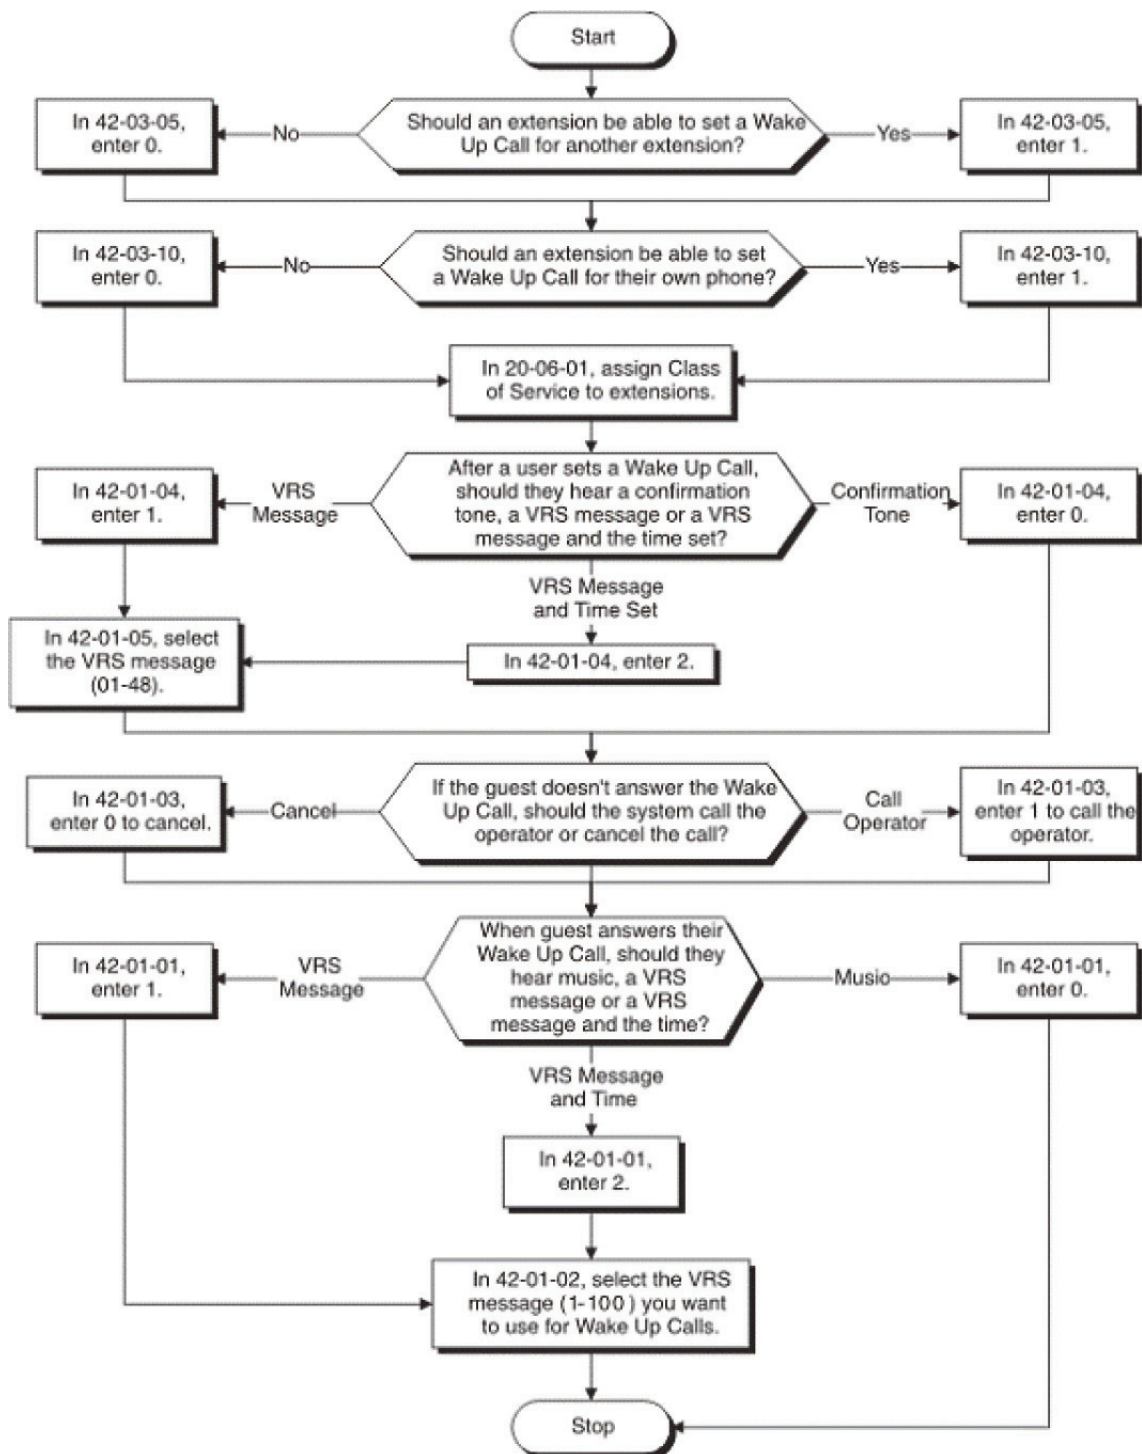 Start
Should an extension be able to set a Wake
Up Call for another extension?
No
Yes
In 42-03-05,
enter 0.
In 42-03-05,
enter 1.
Should an extension be able to set
a Wake Up Call for their own phone?
No
Yes
In 42-03-10,
enter 0.
In 42-03-10,
enter 1.
In 20-06-01, assign Class
of Service to extensions.
After a user sets a Wake Up Call,
should they hear a confirmation
tone, a VRS message or a VRS
message and the time set?
VRS
Message
Confirmation
Tone
In 42-01-04,
enter 1.
In 42-01-04,
enter 0.
VRS Message
and Time Set
In 42-01-05, select
the VRS message
(01-48).
In 42-01-04, enter 2.
If the guest doesn't answer the Wake
Up Call, should the system call the
operator or cancel the call?
Cancel
Call
Operator
In 42-01-03,
enter 0 to cancel.
In 42-01-03,
enter 1 to call the
operator.
When guest answers their
Wake Up Call, should they
hear music, a VRS
message or a VRS
message and the time?
VRS
Message
Music
In 42-01-01,
enter 1.
In 42-01-01,
enter 0.
VRS Message
and Time
In 42-01-01,
enter 2.
In 42-01-02, select the VRS
message (1-100) you want
to use for Wake Up Calls.
Stop